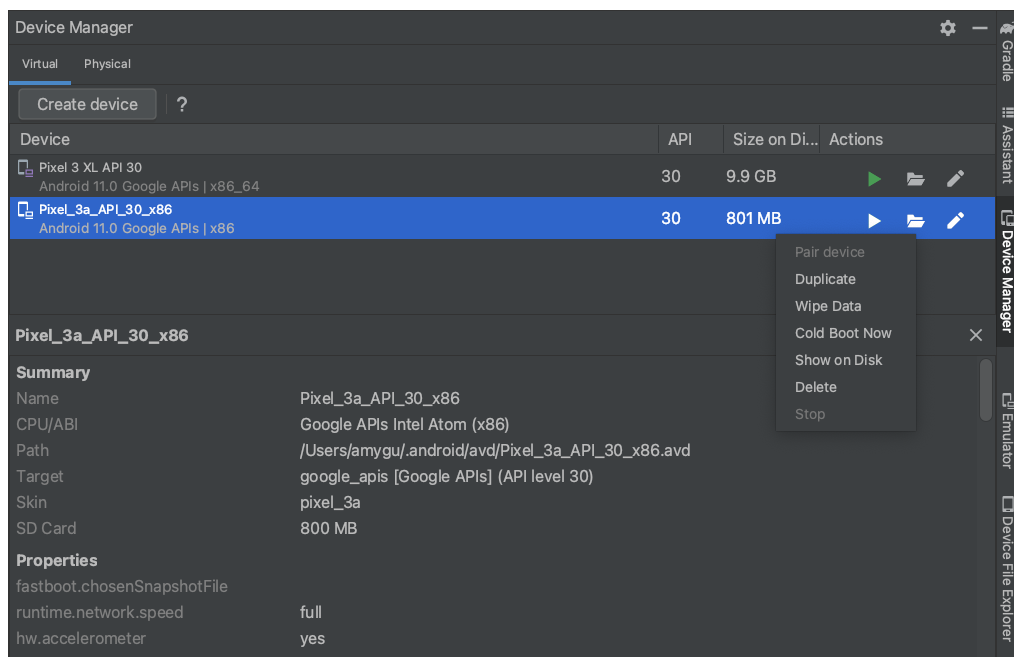 Device Manager
Virtual Physical
Create device ?
Device API Size on Di... Actions
Pixel 3 XL API 30
Android 11.0 Google APIs | x86_64
30 9.9 GB
Pixel_3a_API_30_x86
Android 11.0 Google APIs | x86
30 801 MB
Pair device
Duplicate
Wipe Data
Cold Boot Now
Show on Disk
Delete
Stop
Pixel_3a_API_30_x86
Summary
Name Pixel_3a_API_30_x86
CPU/ABI Google APIs Intel Atom (x86)
Path /Users/amygu/.android/avd/Pixel_3a_API_30_x86.avd
Target google_apis [Google APIs] (API level 30)
Skin pixel_3a
SD Card 800 MB
Properties
fastboot.chosenSnapshotFile
runtime.network.speed full
hw.accelerometer yes
Gradle
Assistant
Device Manager
Emulator
Device File Explorer